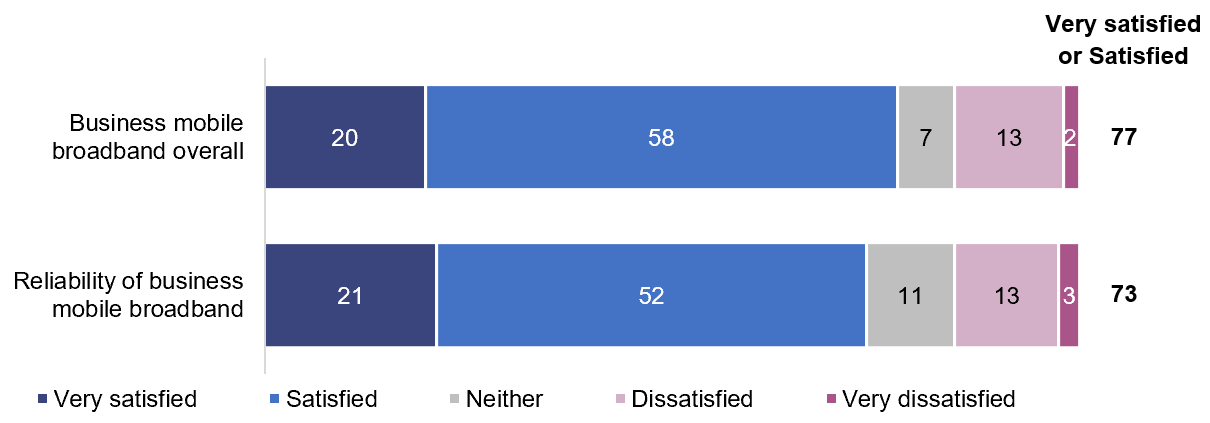 Very satisfied
or Satisfied
Business mobile
broadband overall
20 58 7 13 2 77
Reliability of business
mobile broadband
21 52 11 13 3 73
Very satisfied Satisfied Neither Dissatisfied Very dissatisfied